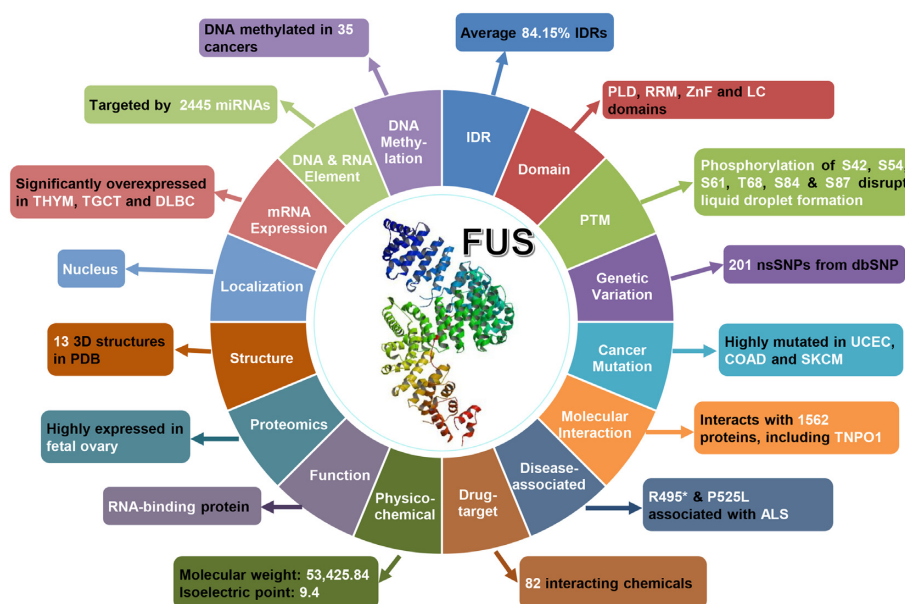 DNA methylated in 35
cancers
Average 84.15% IDRs
Targeted by 2445 miRNAs
PLD, RRM, ZnF and LC
domains
DNA
Methy-
lation
IDR
DNA & RNA
Element
Domain
Significantly overexpressed
in THYM, TGCT and DLBC
mRNA
Expression
PTM
Phosphorylation of S42, S54
S61, T68, S84 & S87 disrupt
liquid droplet formation
FUS
Nucleus
Localization
Genetic
Variation
201 nsSNPs from dbSNP
13 3D structures
in PDB
Structure
Cancer
Mutation
Highly mutated in UCEC,
COAD and SKCM
Highly expressed in
fetal ovary
Proteomics
Molecular
Interaction
Interacts with 1562
proteins, including TNPO1
RNA-binding protein
Function
Physico-
chemical
Drug-
target
Disease-
associated
R495* & P525L
associated with ALS
Molecular weight: 53,425.84
Isoelectric point: 9.4
82 interacting chemicals